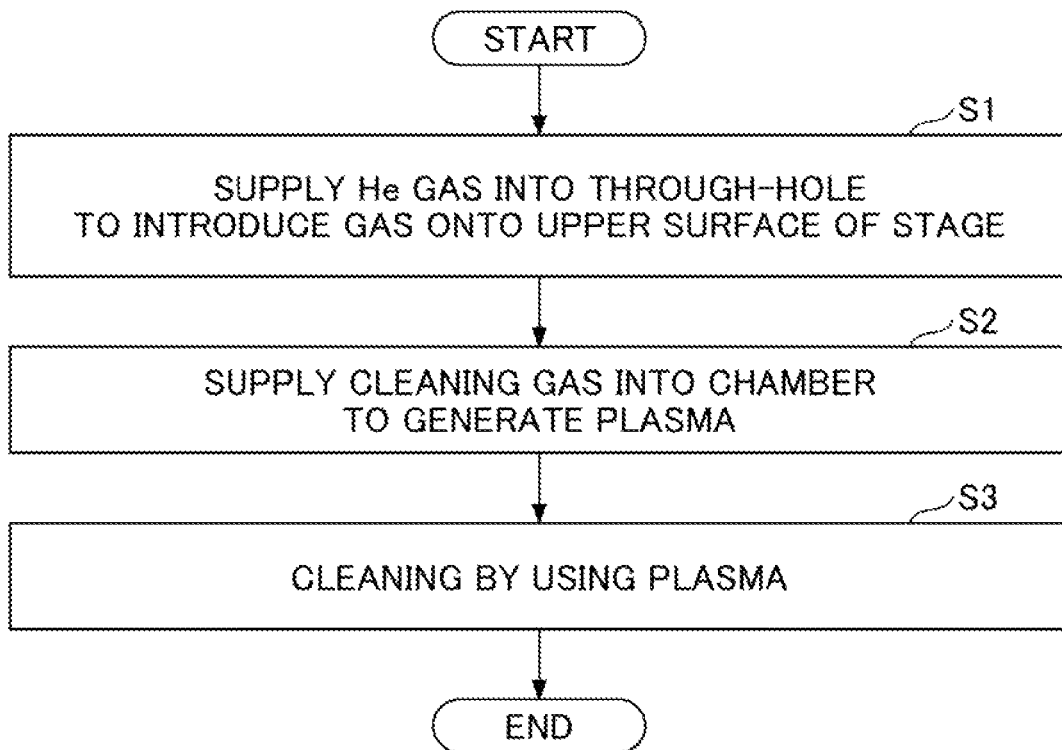 START
S1
SUPPLY He GAS INTO THROUGH-HOLE
TO INTRODUCE GAS ONTO UPPER SURFACE OF STAGE
S2
SUPPLY CLEANING GAS INTO CHAMBER
TO GENERATE PLASMA
S3
CLEANING BY USING PLASMA
END